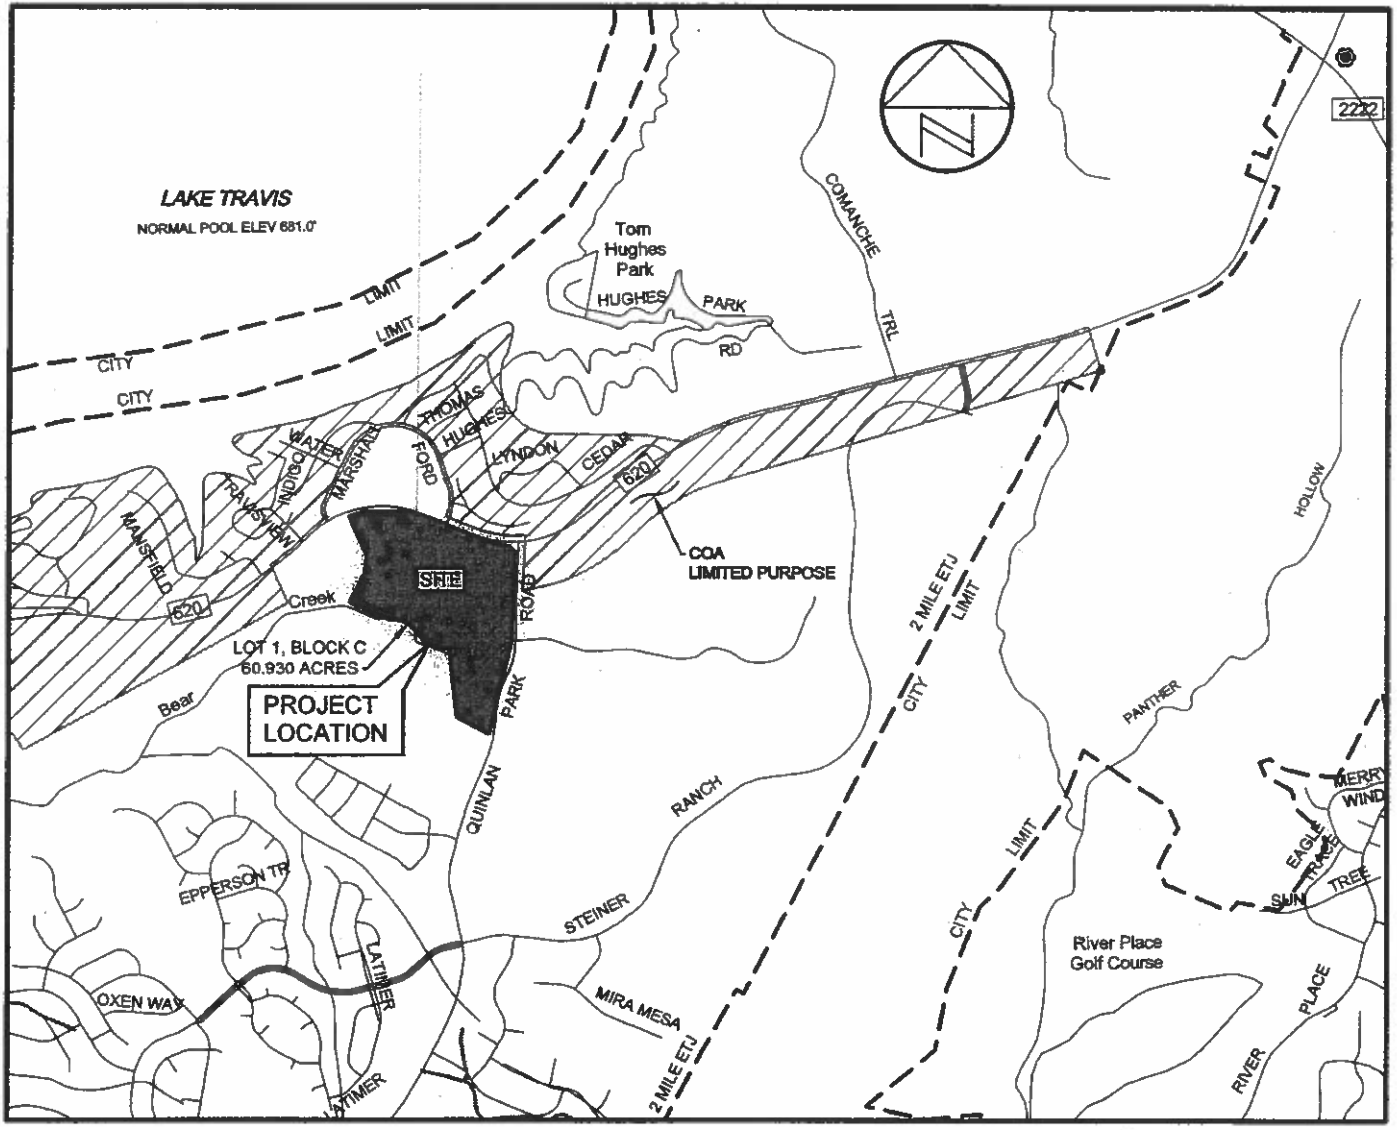 2222
LAKE TRAVIS
NORMAL POOL ELEV 681.0'
COMANCHE
TRL
Tom
Hughes
Park
HUGHES
PARK
RD
LIMIT
LIMIT
CITY
CITY
THOMAS
HUGHES
WATER
MARSHALL
FORD
INDIGO
LYNDON
CEDAR
620
TRAVISVIEW
MANSFIELD
HOLLOW
COA
LIMITED PURPOSE
SITE
ROAD
620
Creek
2 MILE ETJ
LIMIT
CITY
LOT 1, BLOCK C
60.930 ACRES
Bear
PROJECT
LOCATION
PARK
PANTHER
QUINLAN
RANCH
MERRY
WIND
LIMIT
EAGLE
TRACE
EPPERSON TR
SUN
TREE
STEINER
CITY
River Place
Golf Course
LATIMER
OXEN WAY
MIRA MESA
PLACE
RIVER
2 MILE ETJ
LATIMER